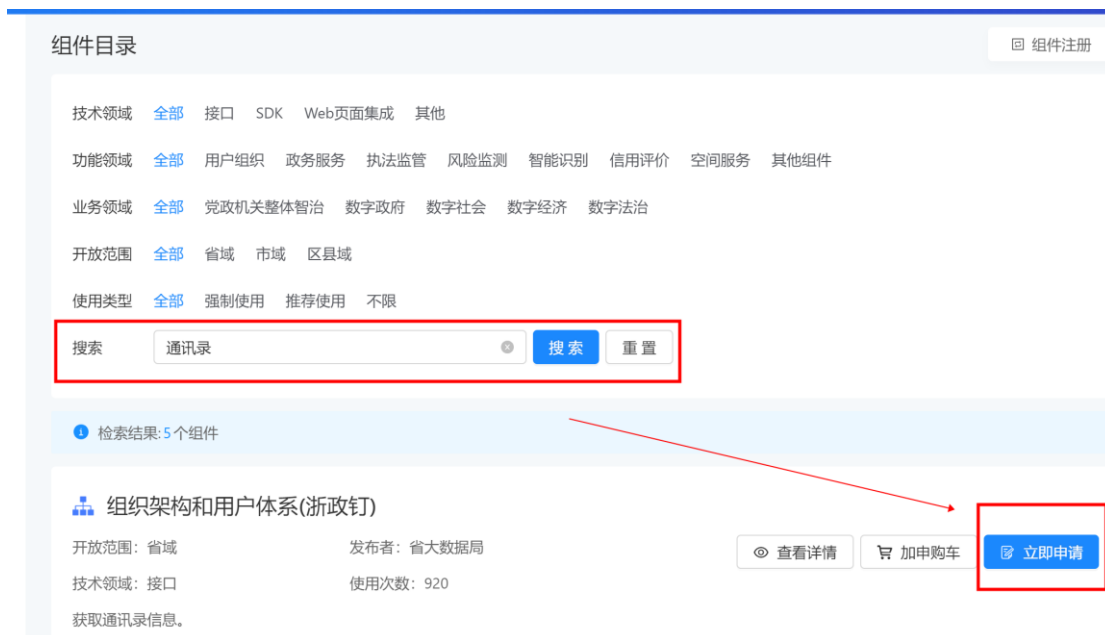 组件目录 组件注册
技术领域 全部 接口 SDK Web页面集成 其他
功能领域 全部 用户组织 政务服务 执法监管 风险监测 智能识别 信用评价 空间服务 其他组件
业务领域 全部 党政机关整体智治 数字政府 数字社会 数字经济 数字法治
开放范围 全部 省域 市域 区县域
使用类型 全部 强制使用 推荐使用 不限
搜索 通讯录 搜索 重置
检索结果:5个组件
组织架构和用户体系(浙政钉)
开放范围: 省域 发布者: 省大数据局 查看详情 加申购车 立即申请
技术领域: 接口 使用次数: 920
获取通讯录信息。